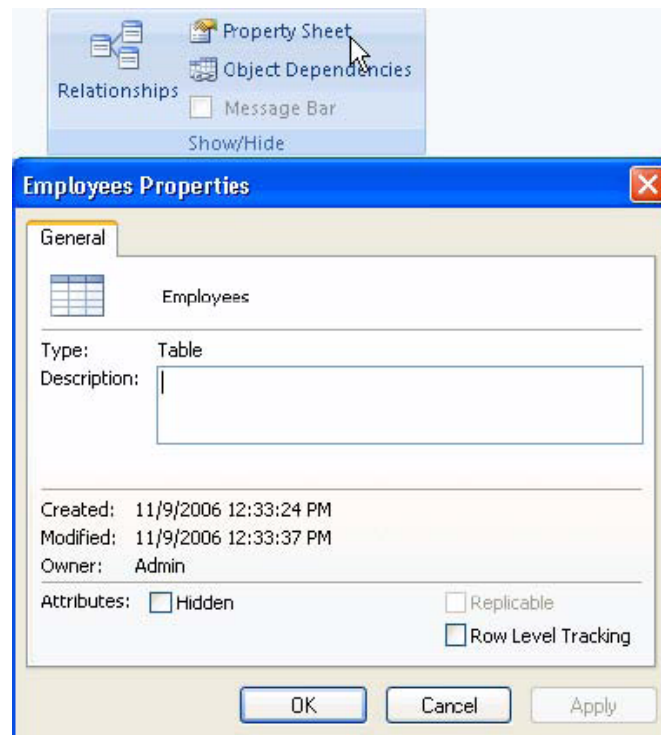 Property Sheet
Relationships
Object Dependencies
Message Bar
Show/Hide
Employees Properties
General
Employees
Type: Table
Description:
Created: 11/9/2006 12:33:24 PM
Modified: 11/9/2006 12:33:37 PM
Owner: Admin
Attributes: Hidden Replicable
Row Level Tracking
OK Cancel Apply